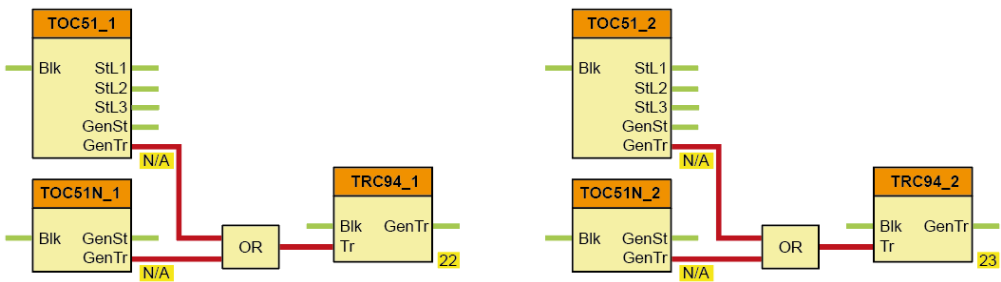 TOC51_1
Blk StL1
StL2
StL3
GenSt
GenTr
N/A
TOC51N_1
Blk GenSt
GenTr
N/A
OR
TRC94_1
Blk GenTr
Tr
22
TOC51_2
Blk StL1
StL2
StL3
GenSt
GenTr
N/A
TOC51N_2
Blk GenSt
GenTr
N/A
OR
TRC94_2
Blk GenTr
Tr
23